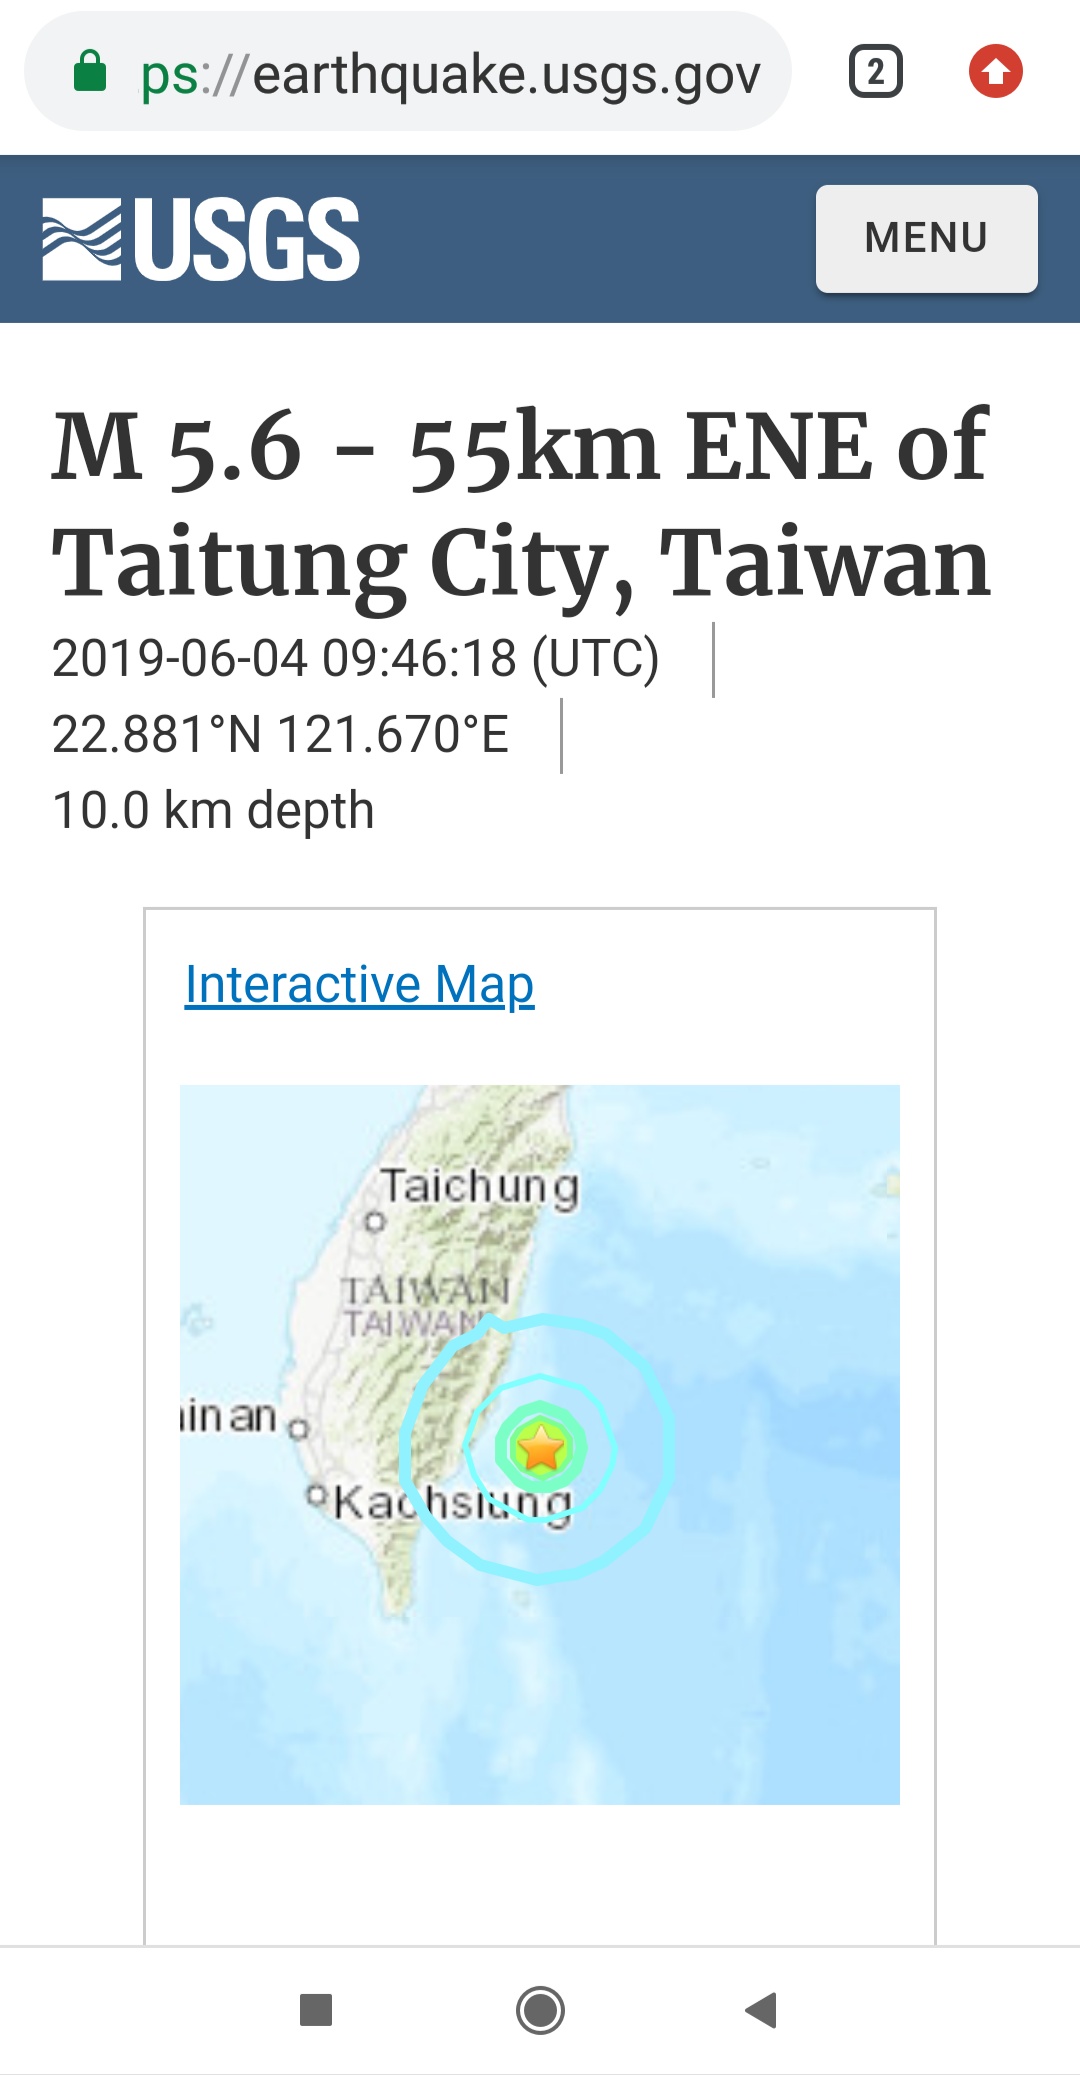 ps://earthquake.usgs.gov
2
USGS
MENU
M 5.6 - 55km ENE of
Taitung City, Taiwan
2019-06-04 09:46:18 (UTC)
22.881°N 121.670°E
10.0 km depth
Interactive Map
Taichung
TAIWAN
TAIWAN
inan
Kaohsiung